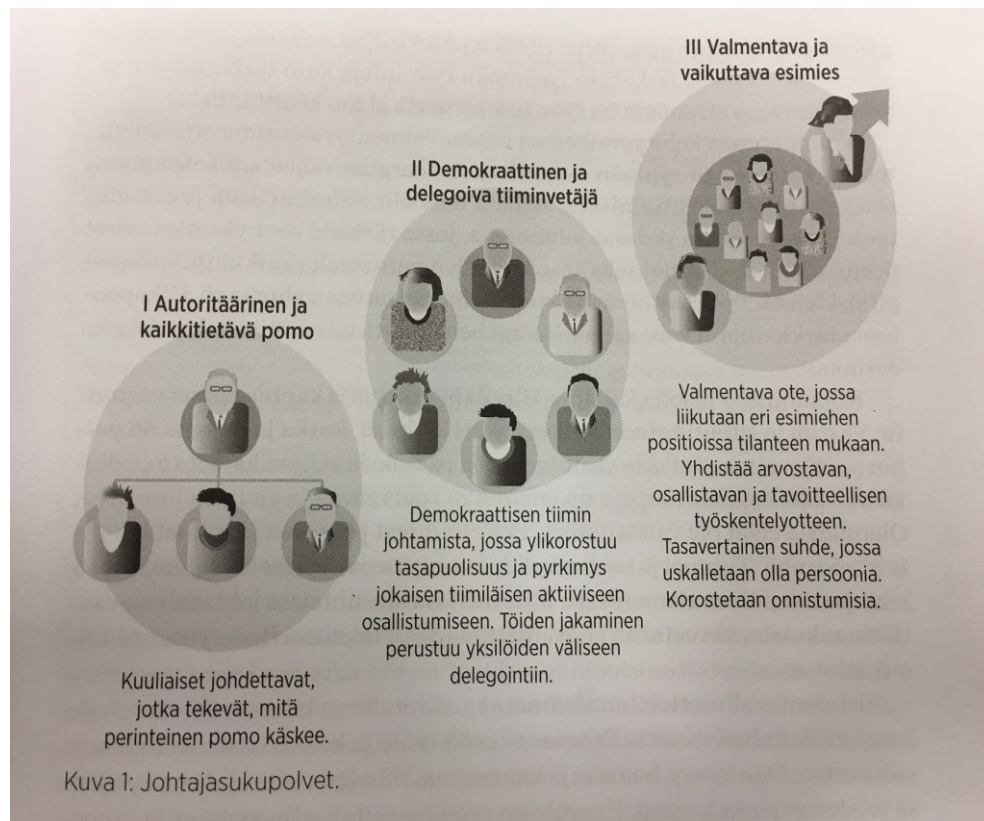 I Autoritäärinen ja
kaikkitietävä pomo
Kuuliaiset johdettavat,
jotka tekevät, mitä
perinteinen pomo käskee.
II Demokraattinen ja
delegoiva tiiminvetäjä
Demokraattisen tiimin
johtamista, jossa ylikorostuu
tasapuolisuus ja pyrkimys
jokaisen tiimiläisen aktiiviseen
osallistumiseen. Töiden jakaminen
perustuu yksilöiden väliseen
delegointiin.
III Valmentava ja
vaikuttava esimies
Valmentava ote, jossa
liikutaan eri esimiehen
positioissa tilanteen mukaan.
Yhdistää arvostavan,
osallistavan ja tavoitteellisen
työskentelyotteen.
Tasavertainen suhde, jossa
uskalletaan olla persoonia.
Korostetaan onnistumisia.
Kuva 1: Johtajasukupolvet.